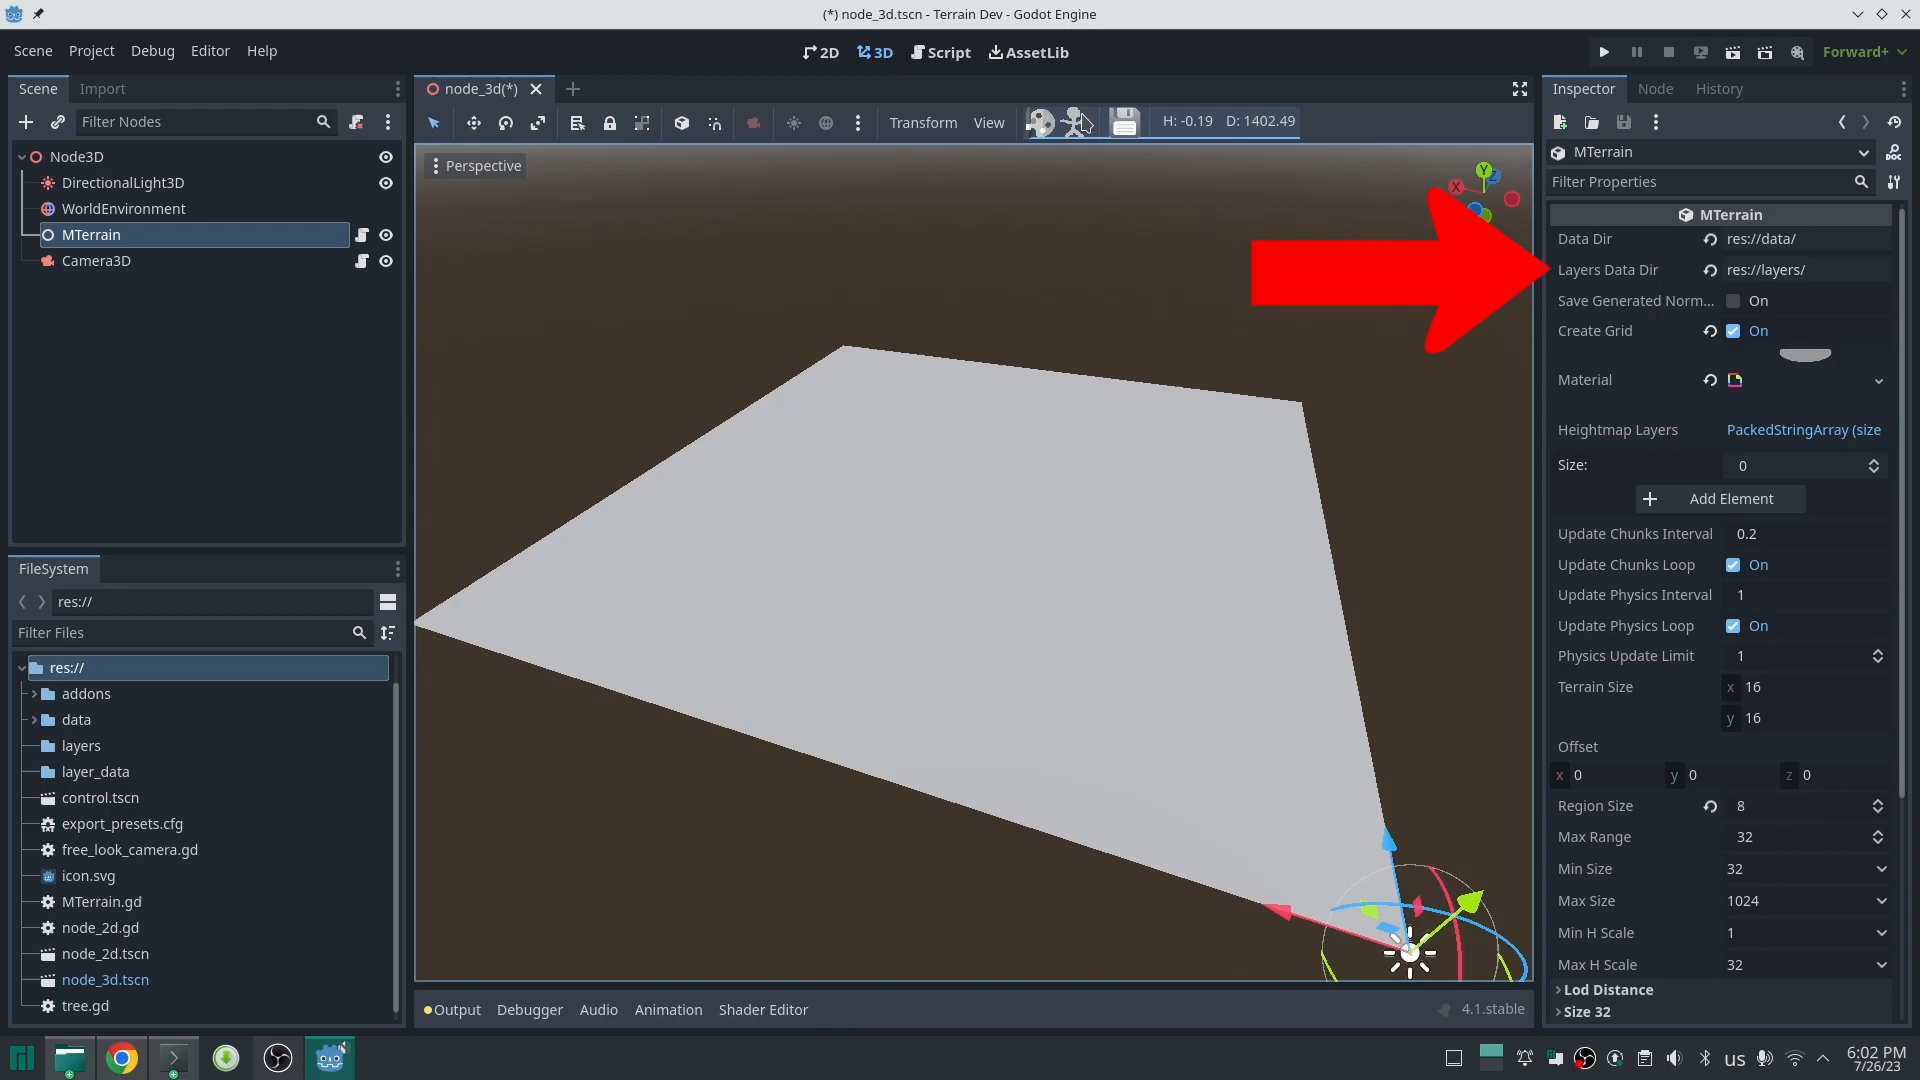 (*) node_3d.tscn - Terrain Dev - Godot Engine
Scene Project Debug Editor Help
2D 3D Script AssetLib
Forward+
Scene Import
Filter Nodes
Node3D
DirectionalLight3D
WorldEnvironment
MTerrain
Camera3D
FileSystem
res://
Filter Files
res://
addons
data
layers
layer_data
control.tscn
export_presets.cfg
free_look_camera.gd
icon.svg
MTerrain.gd
node_2d.gd
node_2d.tscn
node_3d.tscn
tree.gd
node_3d(*)
Transform View H: -0.19 D: 1402.49
Perspective
Y
X
Z
Output Debugger Audio Animation Shader Editor 4.1.stable
Inspector Node History
MTerrain DOC
Filter Properties
MTerrain
Data Dir res://data/
Layers Data Dir res://layers/
Save Generated Norm... On
Create Grid On
Material
Heightmap Layers PackedStringArray (size
Size: 0
Add Element
Update Chunks Interval 0.2
Update Chunks Loop On
Update Physics Interval 1
Update Physics Loop On
Physics Update Limit 1
Terrain Size x 16
y 16
Offset
x 0 y 0 z 0
Region Size 8
Max Range 32
Min Size 32
Max Size 1024
Min H Scale 1
Max H Scale 32
Lod Distance
Size 32
us 6:02 PM
7/26/23